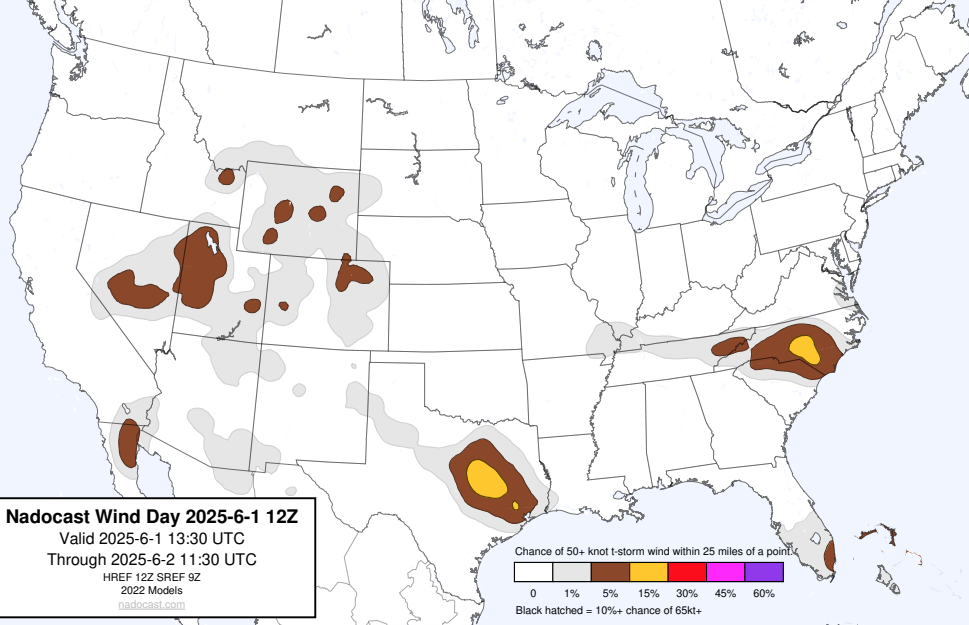 Nadocast Wind Day 2025-6-1 12Z
Valid 2025-6-1 13:30 UTC
Through 2025-6-2 11:30 UTC
HREF 12Z SREF 9Z
2022 Models
nadocast.com
Chance of 50+ knot t-storm wind within 25 miles of a point.
0 1% 5% 15% 30% 45% 60%
Black hatched = 10%+ chance of 65kt+